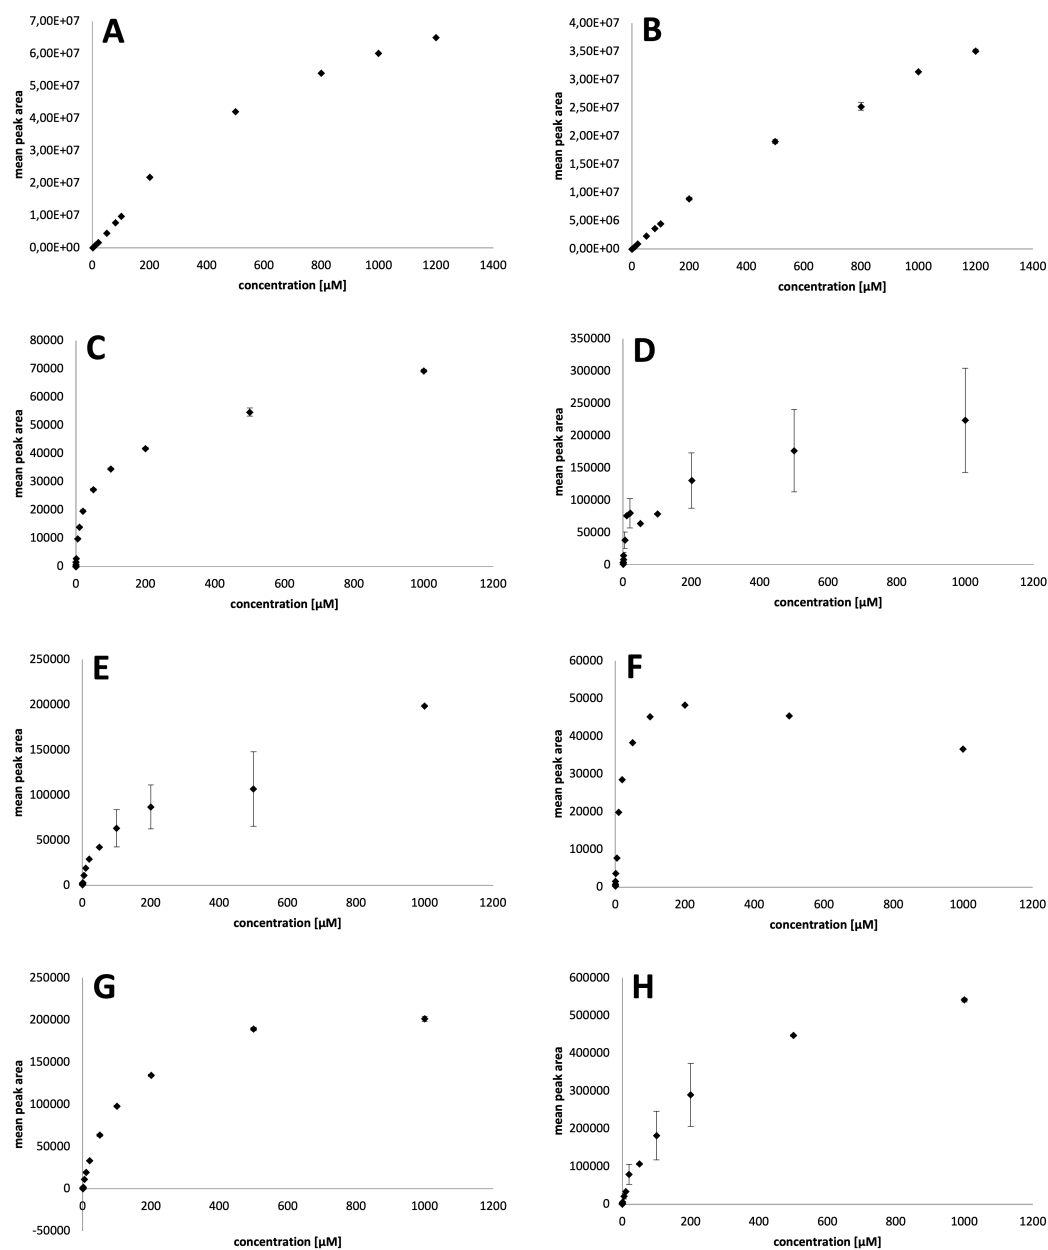 A
mean peak area
7,00E+07
6,00E+07
5,00E+07
4,00E+07
3,00E+07
2,00E+07
1,00E+07
0,00E+00
0 200 400 600 800 1000 1200 1400
concentration [µM]
B
mean peak area
4,00E+07
3,50E+07
3,00E+07
2,50E+07
2,00E+07
1,50E+07
1,00E+07
5,00E+06
0,00E+00
0 200 400 600 800 1000 1200 1400
concentration [µM]
C
mean peak area
80000
70000
60000
50000
40000
30000
20000
10000
0
0 200 400 600 800 1000 1200
concentration [µM]
D
mean peak area
350000
300000
250000
200000
150000
100000
50000
0
0 200 400 600 800 1000 1200
concentration [µM]
E
mean peak area
250000
200000
150000
100000
50000
0
0 200 400 600 800 1000 1200
concentration [µM]
F
mean peak area
60000
50000
40000
30000
20000
10000
0
0 200 400 600 800 1000 1200
concentration [µM]
G
mean peak area
250000
200000
150000
100000
50000
0
-50000
0 200 400 600 800 1000 1200
concentration [µM]
H
mean peak area
600000
500000
400000
300000
200000
100000
0
0 200 400 600 800 1000 1200
concentration [µM]